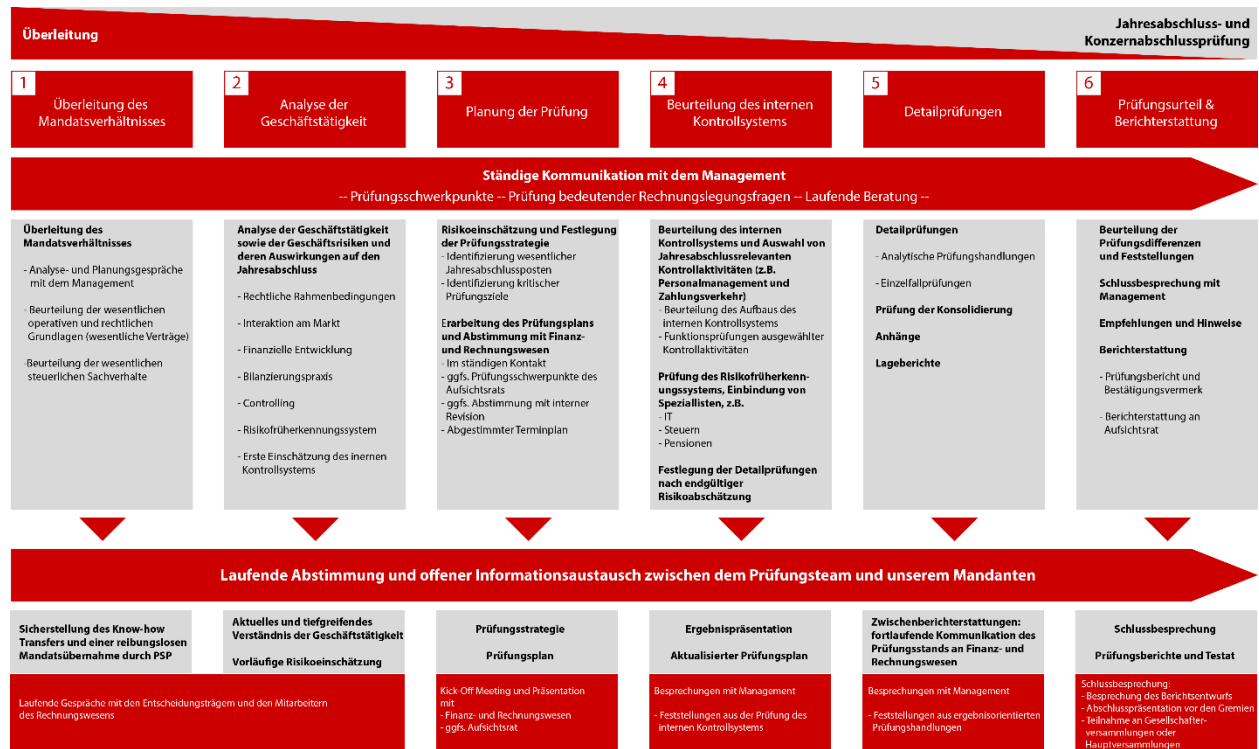 Überleitung
Jahresabschluss- und
Konzernabschlussprüfung
1
Überleitung des
Mandatsverhältnisses
2
Analyse der
Geschäftstätigkeit
3
Planung der Prüfung
4
Beurteilung des internen
Kontrollsystems
5
Detailprüfungen
6
Prüfungsurteil &
Berichterstattung
Ständige Kommunikation mit dem Management
-- Prüfungsschwerpunkte -- Prüfung bedeutender Rechnungslegungsfragen -- Laufende Beratung --
Überleitung des
Mandatsverhältnisses
- Analyse- und Planungsgespräche
mit dem Management
- Beurteilung der wesentlichen
operativen und rechtlichen
Grundlagen (wesentliche Verträge)
-Beurteilung der wesentlichen
steuerlichen Sachverhalte
Analyse der Geschäftstätigkeit
sowie der Geschäftsrisiken und
deren Auswirkungen auf den
Jahresabschluss
- Rechtliche Rahmenbedingungen
- Interaktion am Markt
- Finanzielle Entwicklung
- Bilanzierungspraxis
- Controlling
- Risikofrüherkennungssystem
- Erste Einschätzung des inernen
Kontrollsystems
Risikoeinschätzung und Festlegung
der Prüfungsstrategie
- Identifizierung wesentlicher
Jahresabschlussposten
- Identifizierung kritischer
Prüfungsziele
Erarbeitung des Prüfungsplans
und Abstimmung mit Finanz-
und Rechnungswesen
- Im ständigen Kontakt
- ggfs. Prüfungsschwerpunkte des
Aufsichtsrats
- ggfs. Abstimmung mit interner
Revision
- Abgestimmter Terminplan
Beurteilung des internen
Kontrollsystems und Auswahl von
Jahresabschlussrelevanten
Kontrollaktivitäten (z.B.
Personalmanagement und
Zahlungsverkehr)
- Beurteilung des Aufbaus des
internen Kontrollsystems
- Funktionsprüfungen ausgewählter
Kontrollaktivitäten
Prüfung des Risikofrüherkenn-
ungssystems, Einbindung von
Speziallisten, z.B.
- IT
- Steuern
- Pensionen
Festlegung der Detailprüfungen
nach endgültiger
Risikoabschätzung
Detailprüfungen
- Analytische Prüfungshandlungen
- Einzelfallprüfungen
Prüfung der Konsolidierung
Anhänge
Lageberichte
Beurteilung der
Prüfungsdifferenzen
und Feststellungen
Schlussbesprechung mit
Management
Empfehlungen und Hinweise
Berichterstattung
- Prüfungsbericht und
Bestätigungsvermerk
- Berichterstattung an
Aufsichtsrat
Laufende Abstimmung und offener Informationsaustausch zwischen dem Prüfungsteam und unserem Mandanten
Sicherstellung des Know-how
Transfers und einer reibungslosen
Mandatsübernahme durch PSP
Aktuelles und tiefgreifendes
Verständnis der Geschäftstätigkeit
Vorläufige Risikoeinschätzung
Prüfungsstrategie
Prüfungsplan
Ergebnispräsentation
Aktualisierter Prüfungsplan
Zwischenberichterstattungen:
fortlaufende Kommunikation des
Prüfungsstands an Finanz- und
Rechnungswesen
Schlussbesprechung
Prüfungsberichte und Testat
Laufende Gespräche mit den Entscheidungsträgern und den Mitarbeitern
des Rechnungswesens
Kick-Off Meeting und Präsentation
mit
- Finanz- und Rechnungswesen
- ggfs. Aufsichtsrat
Besprechungen mit Management
- Feststellungen aus der Prüfung des
internen Kontrollsystems
Besprechungen mit Management
- Feststellungen aus ergebnisorientierten
Prüfungshandlungen
Schlussbesprechung:
- Besprechung des Berichtsentwurfs
- Abschlusspräsentation vor den Gremien
- Teilnahme an Gesellschafter-
versammlungen oder
Hauptversammlungen